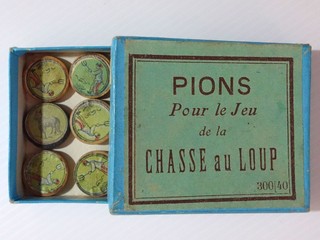 PIONS
Pour le Jeu
de la
CHASSE au LOUP
300/40